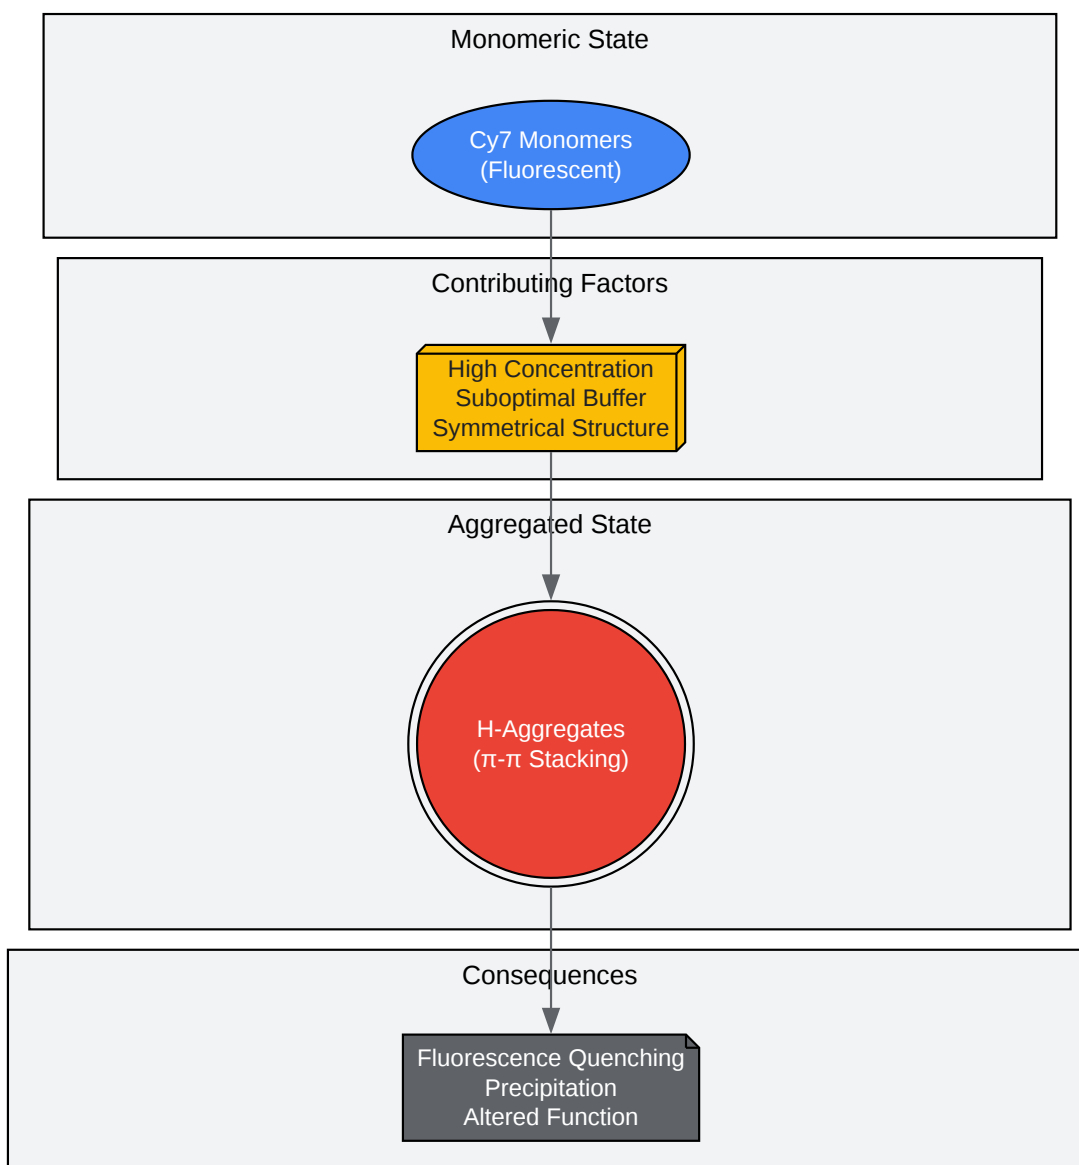 Monomeric State
Cy7 Monomers
(Fluorescent)
Contributing Factors
High Concentration
Suboptimal Buffer
Symmetrical Structure
Aggregated State
H-Aggregates
(π-π Stacking)
Consequences
Fluorescence Quenching
Precipitation
Altered Function